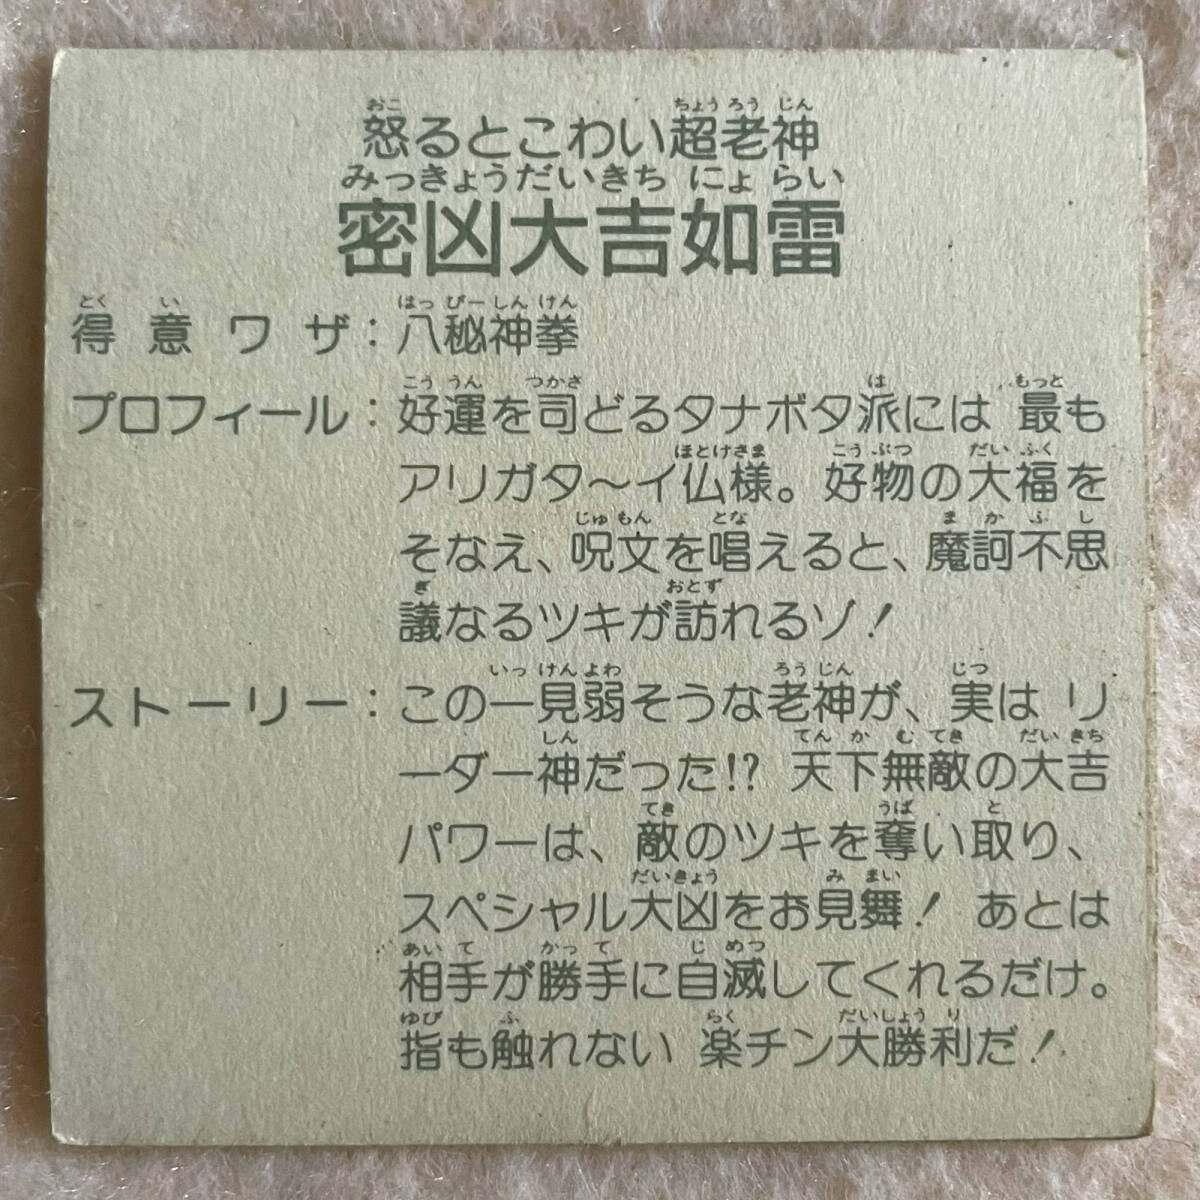 怒るとこわい超老神
密凶大吉如雷
得意ワザ：八秘神拳
プロフィール：好運を司どるタナボタ派には 最も
アリガタ〜イ仏様。好物の大福を
そなえ、呪文を唱えると、魔訶不思
議なるツキが訪れるゾ！
ストーリー：この一見弱そうな老神が、実は リ
ーダー神だった!? 天下無敵の大吉
パワーは、敵のツキを奪い取り、
スペシャル大凶をお見舞！ あとは
相手が勝手に自滅してくれるだけ。
指も触れない 楽チン大勝利だ！